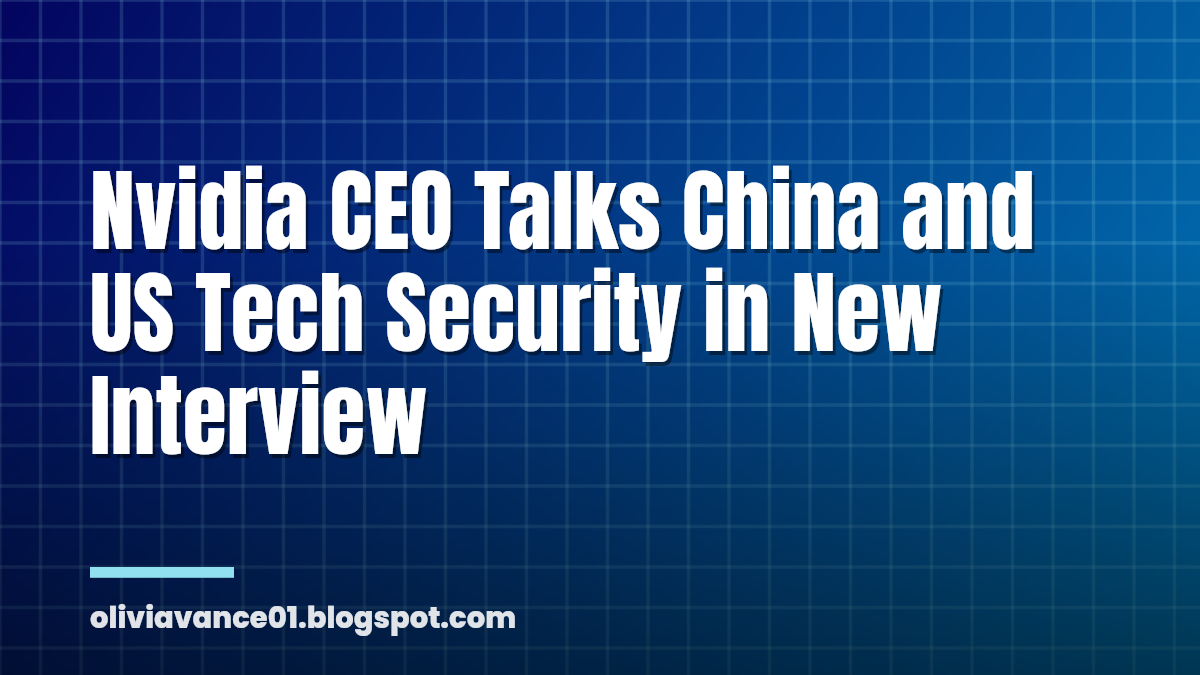 Nvidia CEO Talks China and
US Tech Security in New
Interview
oliviavance01.blogspot.com